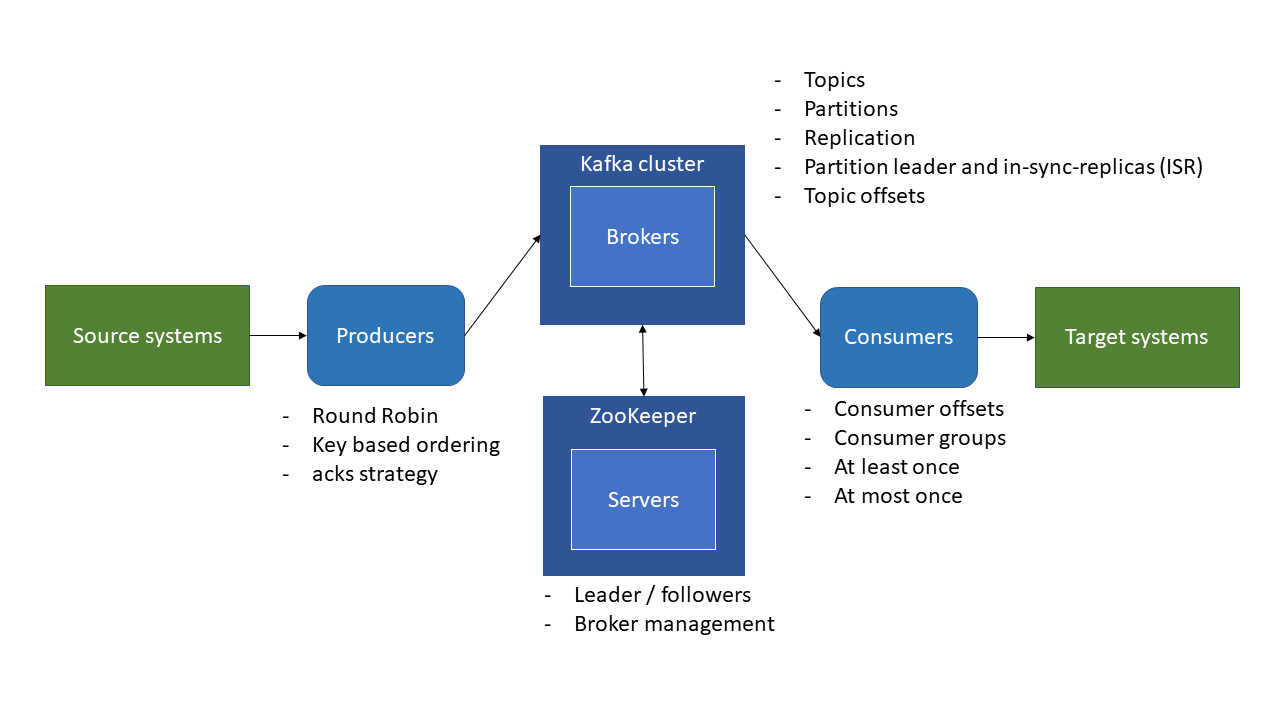 - Topics
- Partitions
- Replication
- Partition leader and in-sync-replicas (ISR)
- Topic offsets
Kafka cluster
Brokers
Source systems
Producers
- Round Robin
- Key based ordering
- acks strategy
Consumers
Target systems
- Consumer offsets
- Consumer groups
- At least once
- At most once
ZooKeeper
Servers
- Leader / followers
- Broker management